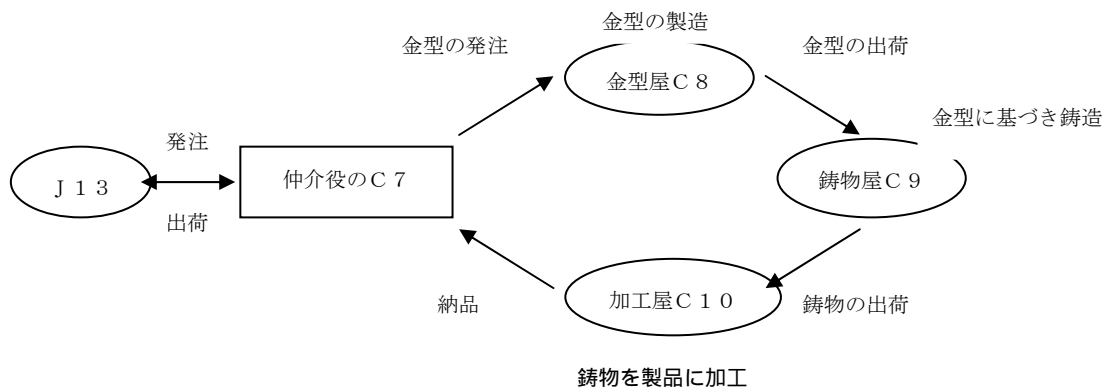 金型の製造
金型の発注
金型の出荷
金型屋C8
金型に基づき鋳造
発注
J13
仲介役のC7
鋳物屋C9
出荷
納品
加工屋C10
鋳物の出荷
鋳物を製品に加工